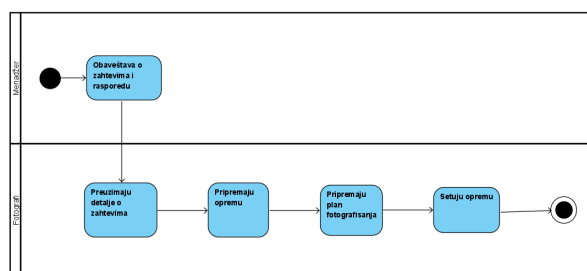 Menadžer
Obaveštava o
zahtevima i
rasporedu
Fotografi
Preuzimaju
detalje o
zahtevima
Pripremaju
opremu
Pripremaju
plan
fotografisanja
Setuju opremu